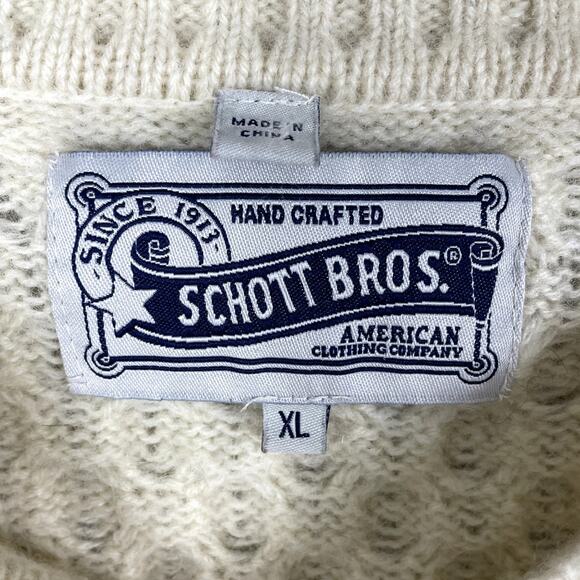 MADE IN
CHINA
- SINCE 1913 -
HAND CRAFTED
SCHOTT BROS.®
AMERICAN
CLOTHING COMPANY
XL